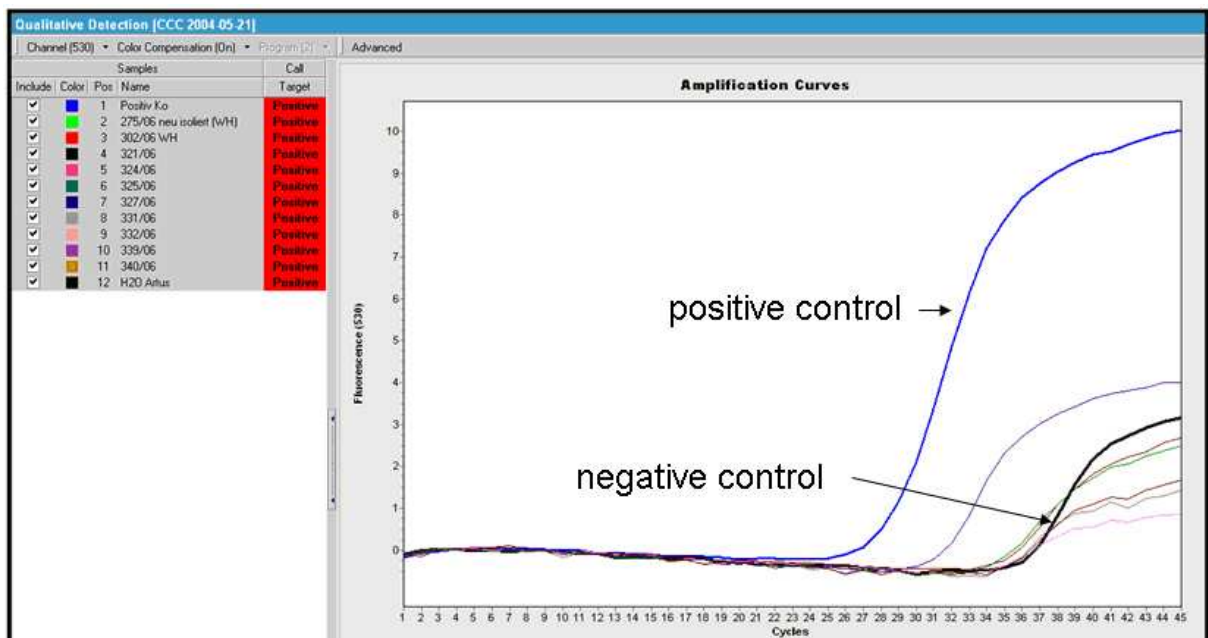 Qualitative Detection [CCC 2004-05-21]
Channel (530) Color Compensation (On) Program (2) Advanced
Samples Call
Include Color Pos Name Target
1 Positiv Ko Positive
2 275/06 neu isoliert (WH) Positive
3 302/06 WH Positive
4 321/06 Positive
5 324/06 Positive
6 325/06 Positive
7 327/06 Positive
8 331/06 Positive
9 332/06 Positive
10 339/06 Positive
11 340/06 Positive
12 H2O Artus Positive
Amplification Curves
Fluorescence (530)
10
9
8
7
6
5
4
3
2
1
0
positive control
negative control
1 2 3 4 5 6 7 8 9 10 11 12 13 14 15 16 17 18 19 20 21 22 23 24 25 26 27 28 29 30 31 32 33 34 35 36 37 38 39 40 41 42 43 44 45
Cycles